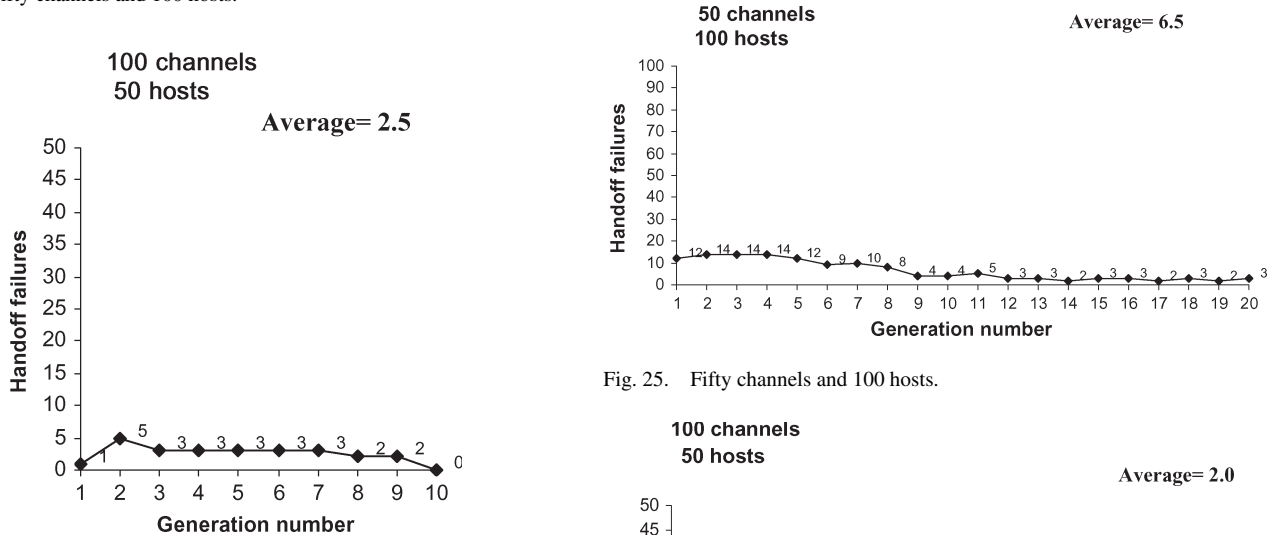 fty channels and 100 hosts.
100 channels
50 hosts
Average= 2.5
50
45
40
35
30
25
20
15
10
5
0
Handoff failures
1 5 3 3 3 3 3 2 2 0
1 2 3 4 5 6 7 8 9 10
Generation number
50 channels
100 hosts
Average= 6.5
100
90
80
70
60
50
40
30
20
10
0
Handoff failures
12 14 14 14 12 9 10 8 4 4 5 3 3 2 3 3 2 3 2 3
1 2 3 4 5 6 7 8 9 10 11 12 13 14 15 16 17 18 19 20
Generation number
Fig. 25. Fifty channels and 100 hosts.
100 channels
50 hosts
Average= 2.0
50
45